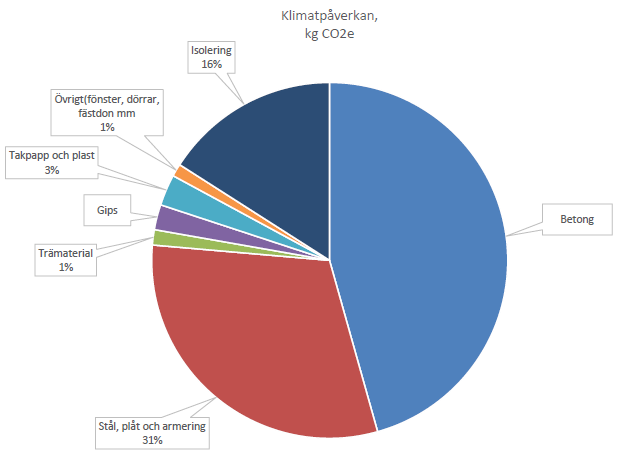 Klimatpåverkan,
kg CO2e
Isolering
16%
Övrigt(fönster, dörrar,
fästdon mm
1%
Takpapp och plast
3%
Gips
Betong
Trämaterial
1%
Stål, plåt och armering
31%